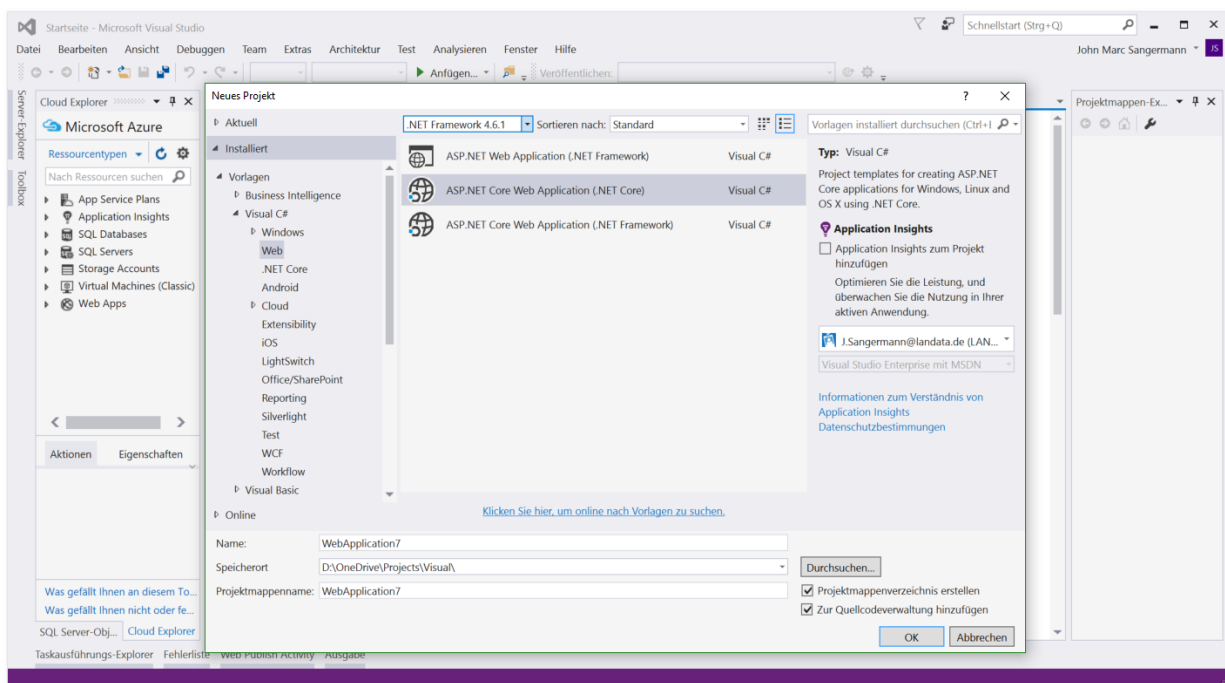 Startseite - Microsoft Visual Studio
Schnellstart (Strg+Q)
Datei Bearbeiten Ansicht Debuggen Team Extras Architektur Test Analysieren Fenster Hilfe
John Marc Sangermann JS
Anfügen... Veröffentlichen:
Server-Explorer
Toolbox
Cloud Explorer
Microsoft Azure
Ressourcentypen
Nach Ressourcen suchen
App Service Plans
Application Insights
SQL Databases
SQL Servers
Storage Accounts
Virtual Machines (Classic)
Web Apps
Aktionen Eigenschaften
Was gefällt Ihnen an diesem To...
Was gefällt Ihnen nicht oder fe...
SQL Server-Obj... Cloud Explorer
Taskausführungs-Explorer Fehlerliste Web Publish Activity Ausgabe
Neues Projekt ?
Aktuell
Installiert
Vorlagen
Business Intelligence
Visual C#
Windows
Web
.NET Core
Android
Cloud
Extensibility
iOS
LightSwitch
Office/SharePoint
Reporting
Silverlight
Test
WCF
Workflow
Visual Basic
Online
.NET Framework 4.6.1 Sortieren nach: Standard
ASP.NET Web Application (.NET Framework) Visual C#
ASP.NET Core Web Application (.NET Core) Visual C#
ASP.NET Core Web Application (.NET Framework) Visual C#
Klicken Sie hier, um online nach Vorlagen zu suchen.
Vorlagen installiert durchsuchen (Ctrl+
Typ: Visual C#
Project templates for creating ASP.NET
Core applications for Windows, Linux and
OS X using .NET Core.
Application Insights
Application Insights zum Projekt
hinzufügen
Optimieren Sie die Leistung, und
überwachen Sie die Nutzung in Ihrer
aktiven Anwendung.
J.Sangermann@landata.de (LAN...
Visual Studio Enterprise mit MSDN
Informationen zum Verständnis von
Application Insights
Datenschutzbestimmungen
Name: WebApplication7
Speicherort D:\OneDrive\Projects\Visual\ Durchsuchen...
Projektmappenname: WebApplication7
Projektmappenverzeichnis erstellen
Zur Quellcodeverwaltung hinzufügen
OK Abbrechen
Projektmappen-Ex...